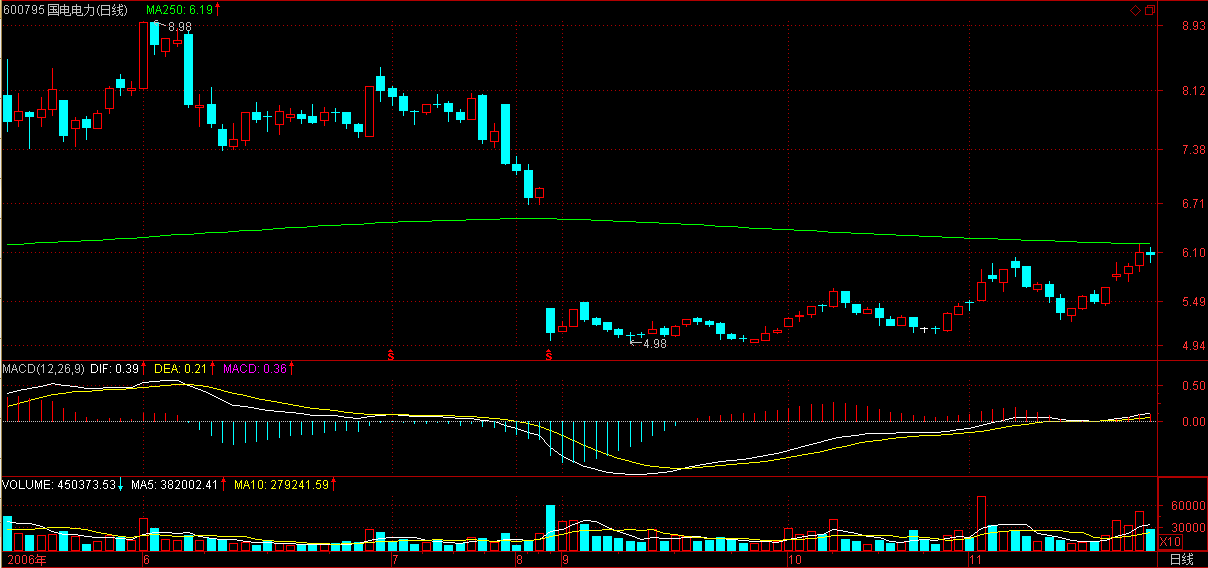 600795 国电电力(日线) MA250: 6.19↑
8.98
8.93
8.12
7.38
6.71
6.10
5.49
4.94
←4.98
S
S
MACD(12,26,9) DIF: 0.39↑ DEA: 0.21↑ MACD: 0.36↑
0.50
0.00
VOLUME: 450373.53↓ MA5: 382002.41↑ MA10: 279241.59↑
60000
30000
X10
2006年 6 7 8 9 10 11 日线